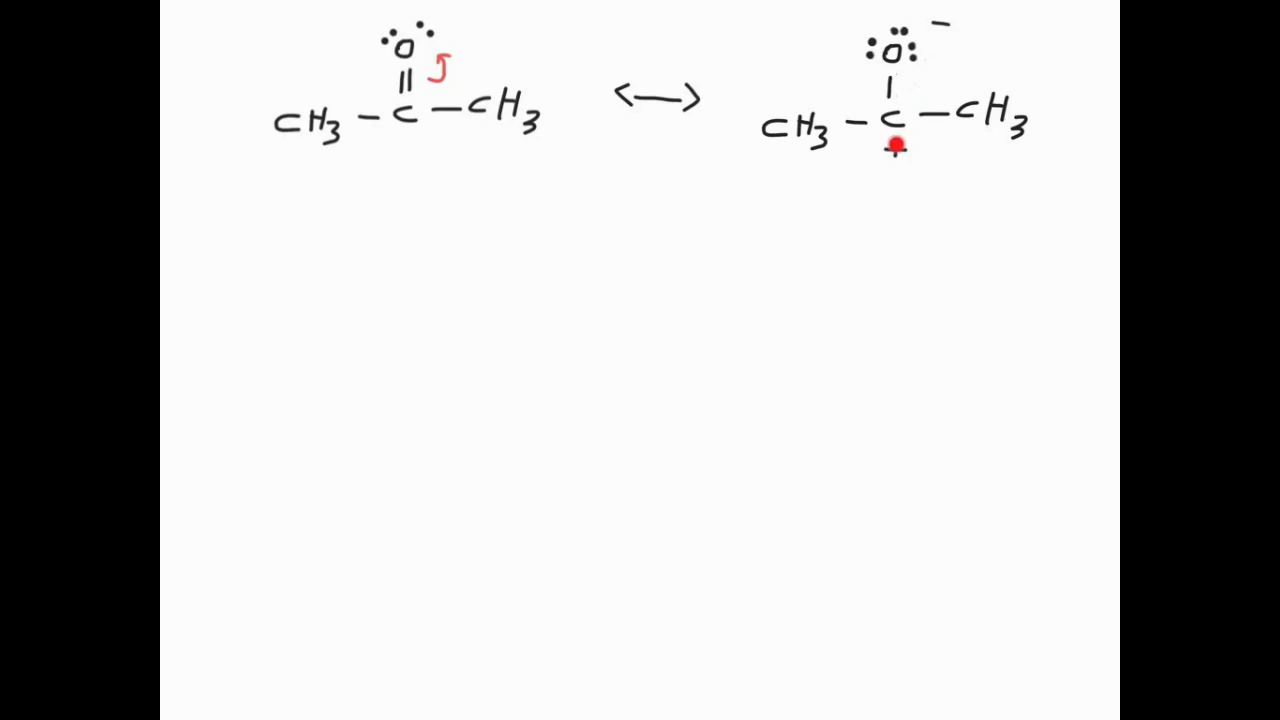 O O −
|| |
CH3 − C − CH3 <—> CH3 − C − CH3
+